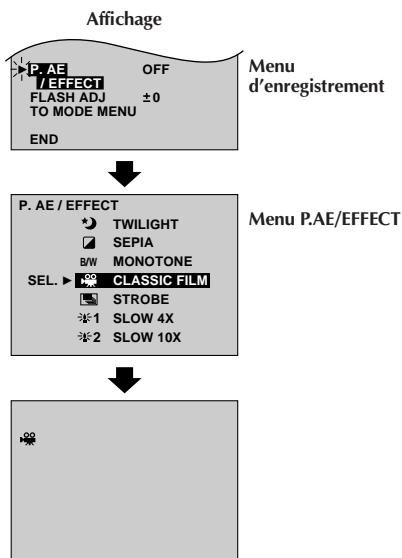 Affichage
▶P. AE OFF
/ EFFECT
FLASH ADJ ±0
TO MODE MENU
END
Menu
d'enregistrement
P. AE / EFFECT
TWILIGHT
SEPIA
B/W MONOTONE
SEL. ▶ CLASSIC FILM
STROBE
1 SLOW 4X
2 SLOW 10X
Menu P.AE/EFFECT